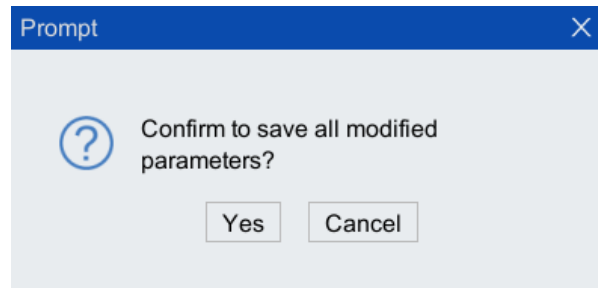 Prompt
Confirm to save all modified
parameters?
Yes Cancel